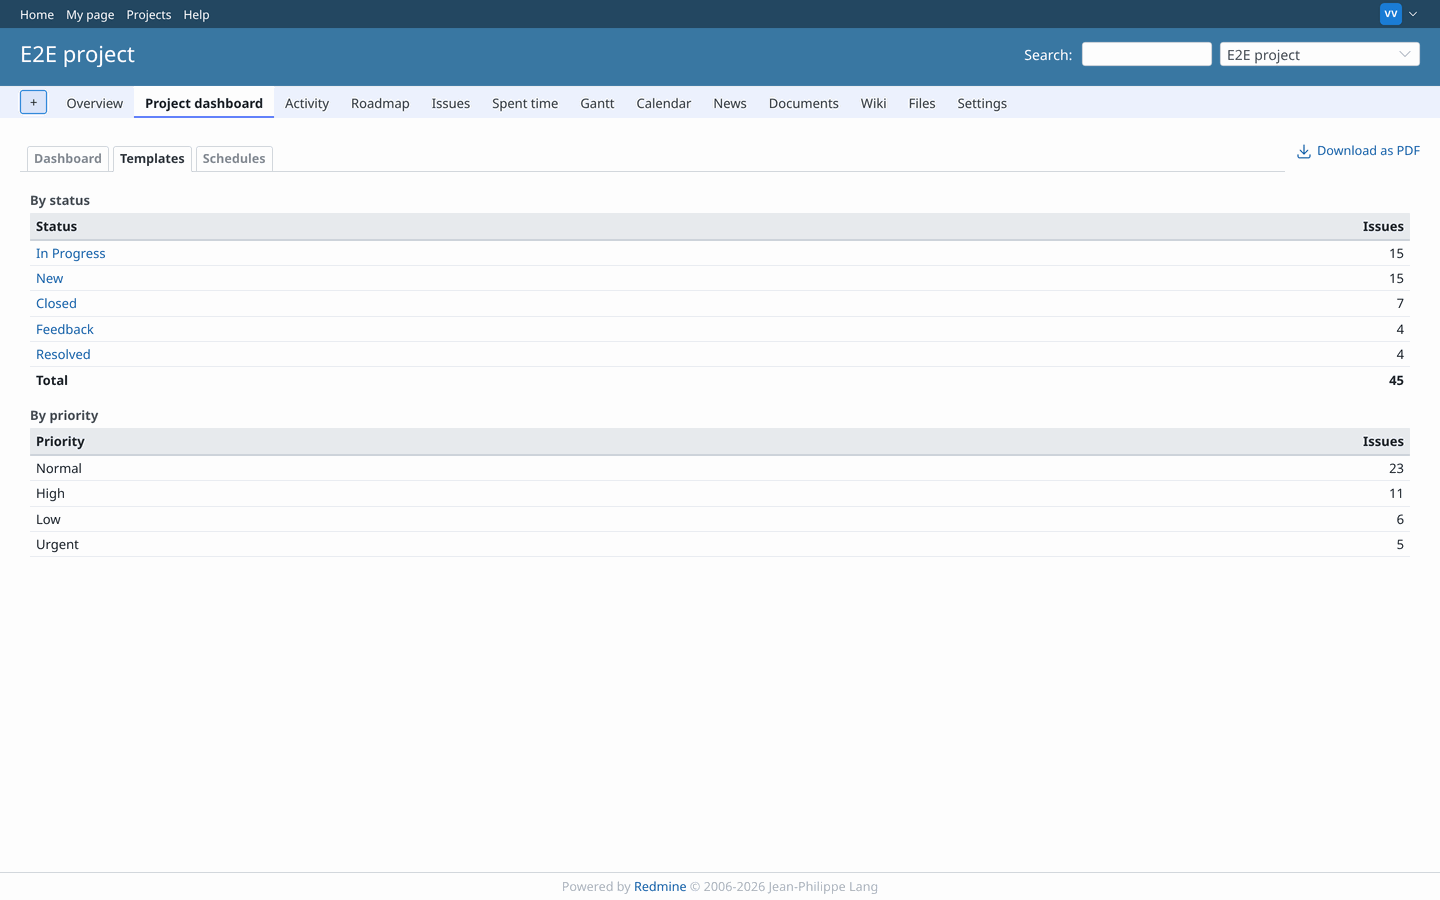 Home My page Projects Help VV
E2E project Search: E2E project
+ Overview Project dashboard Activity Roadmap Issues Spent time Gantt Calendar News Documents Wiki Files Settings
Dashboard Templates Schedules Download as PDF
By status
Status Issues
In Progress 15
New 15
Closed 7
Feedback 4
Resolved 4
Total 45
By priority
Priority Issues
Normal 23
High 11
Low 6
Urgent 5
Powered by Redmine © 2006-2026 Jean-Philippe Lang